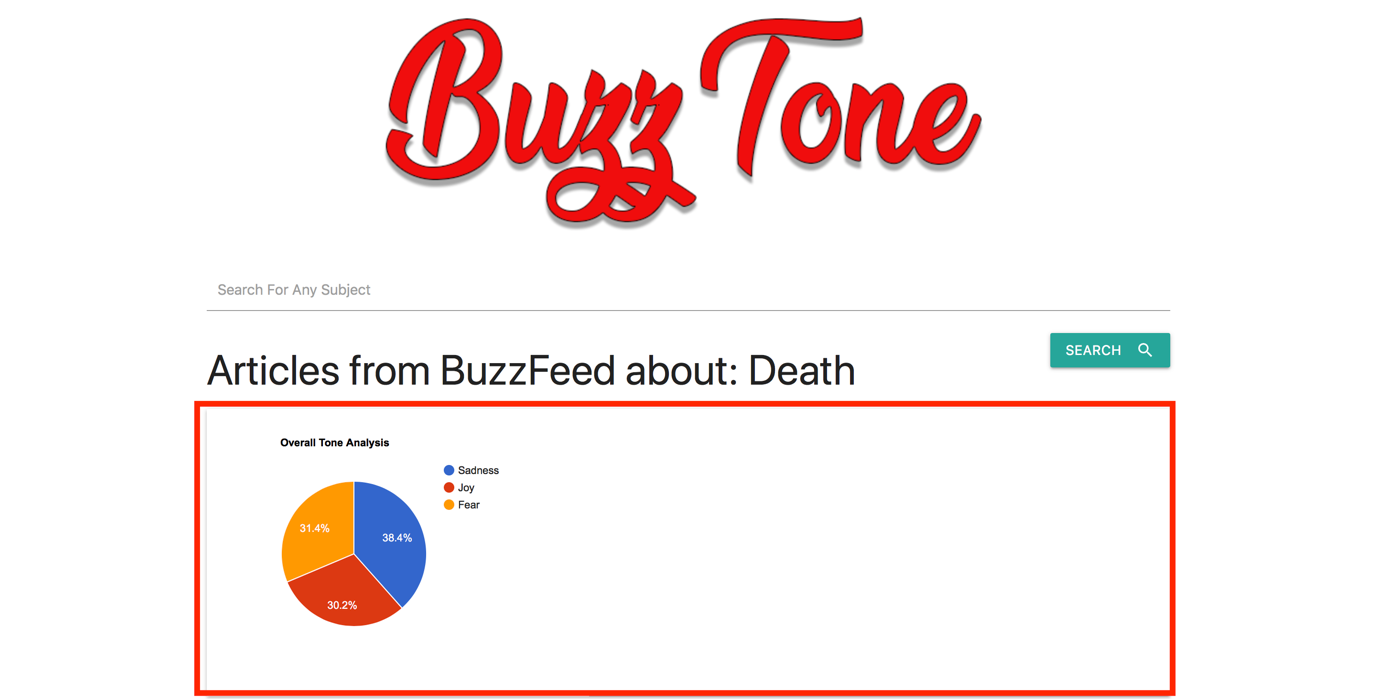 Buzz Tone
Search For Any Subject
SEARCH
Articles from BuzzFeed about: Death
Overall Tone Analysis
Sadness
Joy
Fear
31.4%
38.4%
30.2%